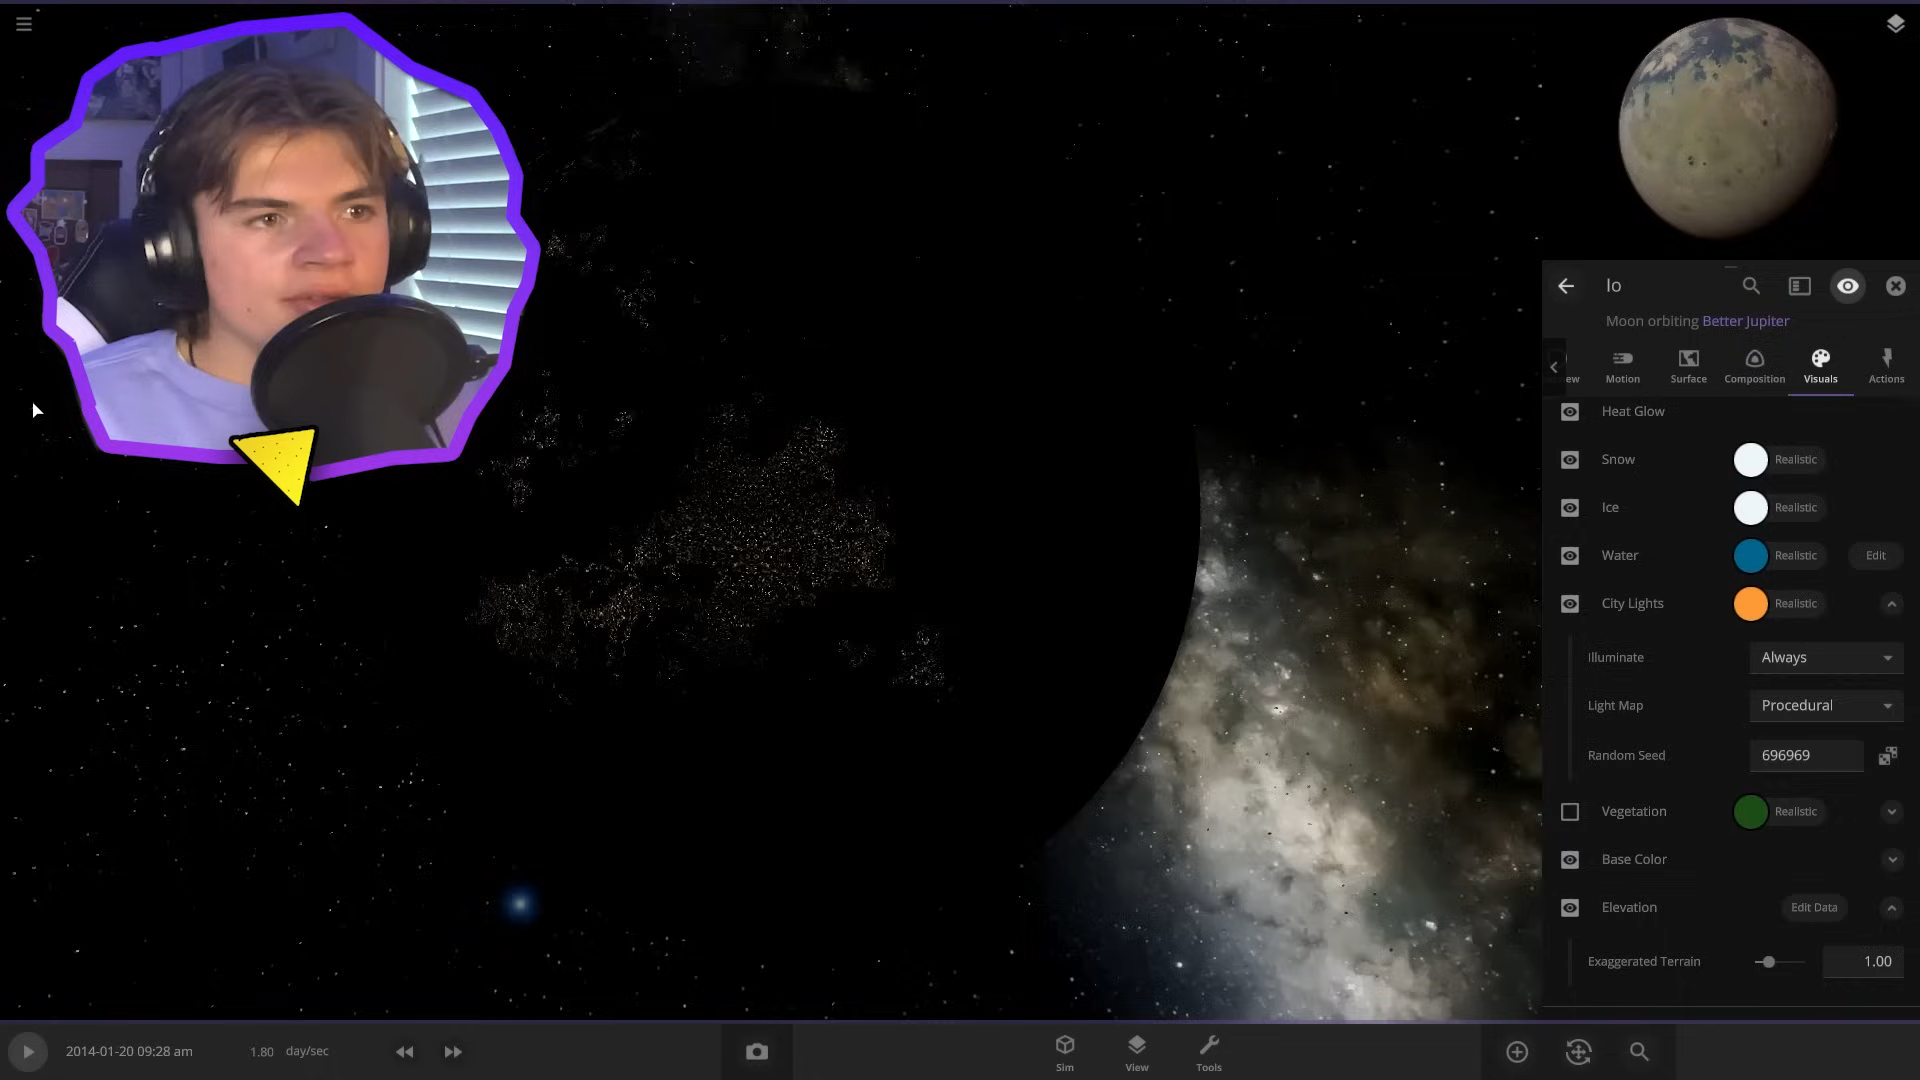 Io
Moon orbiting Better Jupiter
ew Motion Surface Composition Visuals Actions
Heat Glow
Snow Realistic
Ice Realistic
Water Realistic Edit
City Lights Realistic
Illuminate Always
Light Map Procedural
Random Seed 696969
Vegetation Realistic
Base Color
Elevation Edit Data
Exaggerated Terrain 1.00
2014-01-20 09:28 am 1.80 day/sec
Sim View Tools